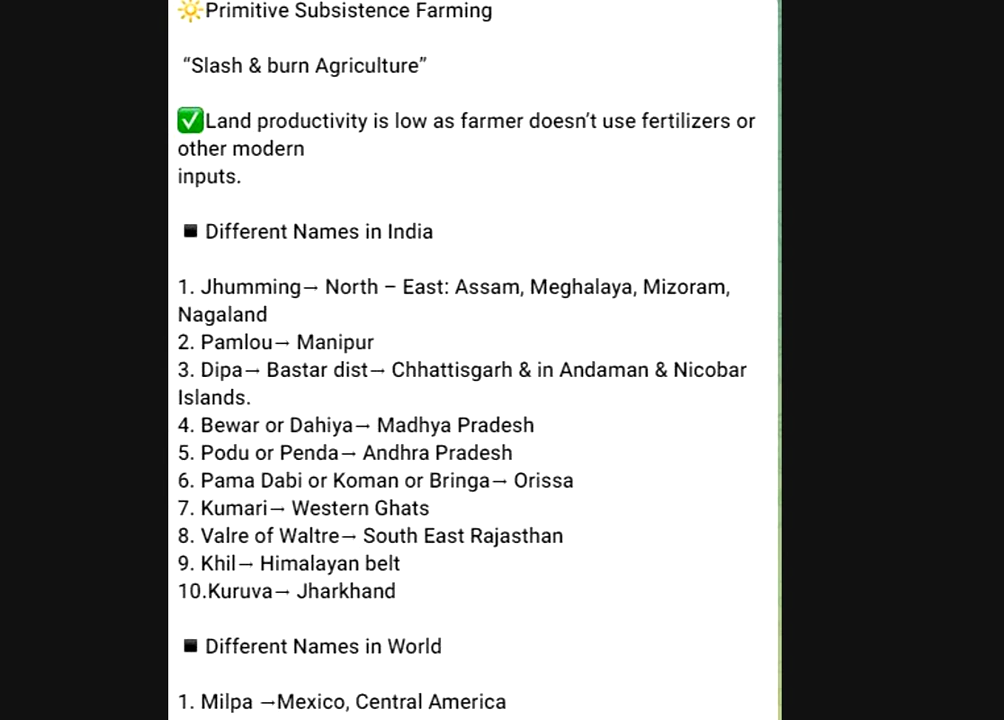 ☀️Primitive Subsistence Farming
“Slash & burn Agriculture”
✅Land productivity is low as farmer doesn’t use fertilizers or
other modern
inputs.
◾ Different Names in India
1. Jhumming→ North – East: Assam, Meghalaya, Mizoram,
Nagaland
2. Pamlou→ Manipur
3. Dipa→ Bastar dist→ Chhattisgarh & in Andaman & Nicobar
Islands.
4. Bewar or Dahiya→ Madhya Pradesh
5. Podu or Penda→ Andhra Pradesh
6. Pama Dabi or Koman or Bringa→ Orissa
7. Kumari→ Western Ghats
8. Valre of Waltre→ South East Rajasthan
9. Khil→ Himalayan belt
10.Kuruva→ Jharkhand
◾ Different Names in World
1. Milpa →Mexico, Central America